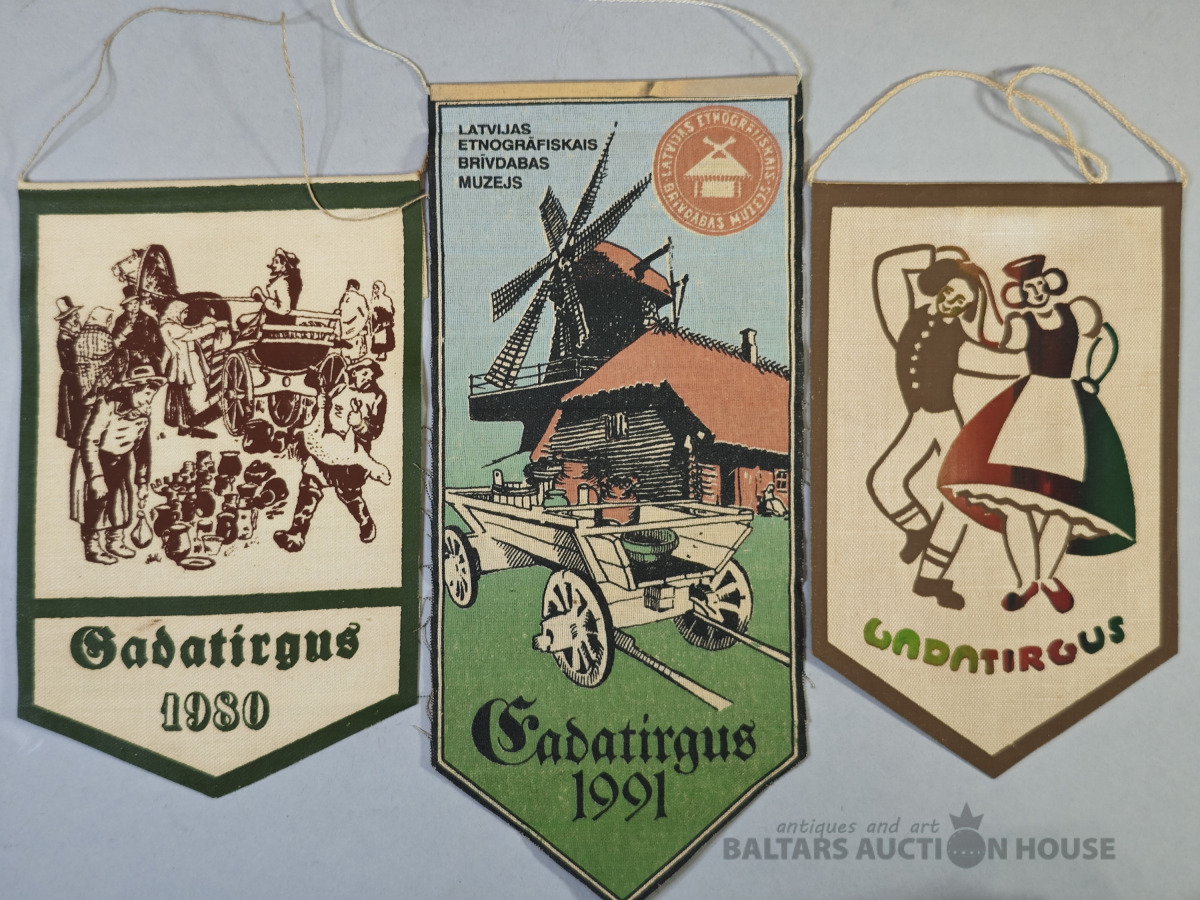 Gadatirgus
1980
LATVIJAS
ETNOGRĀFISKAIS
BRĪVDABAS
MUZEJS
LATVIJAS ETNOGRĀFISKAIS
BRĪVDABAS MUZEJS
Gadatirgus
1991
GADATIRGUS
antiques and art
BALTARS AUCTION HOUSE